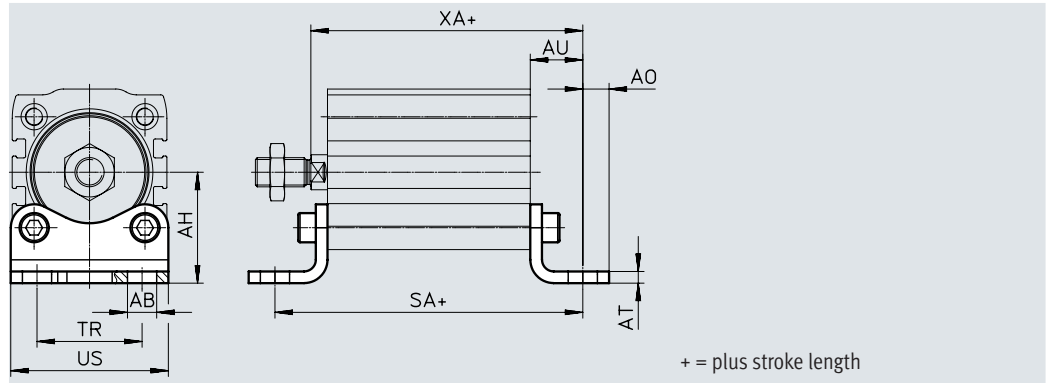 XA+
AU
AO
AH
AB
TR
US
SA+
AT
+ = plus stroke length